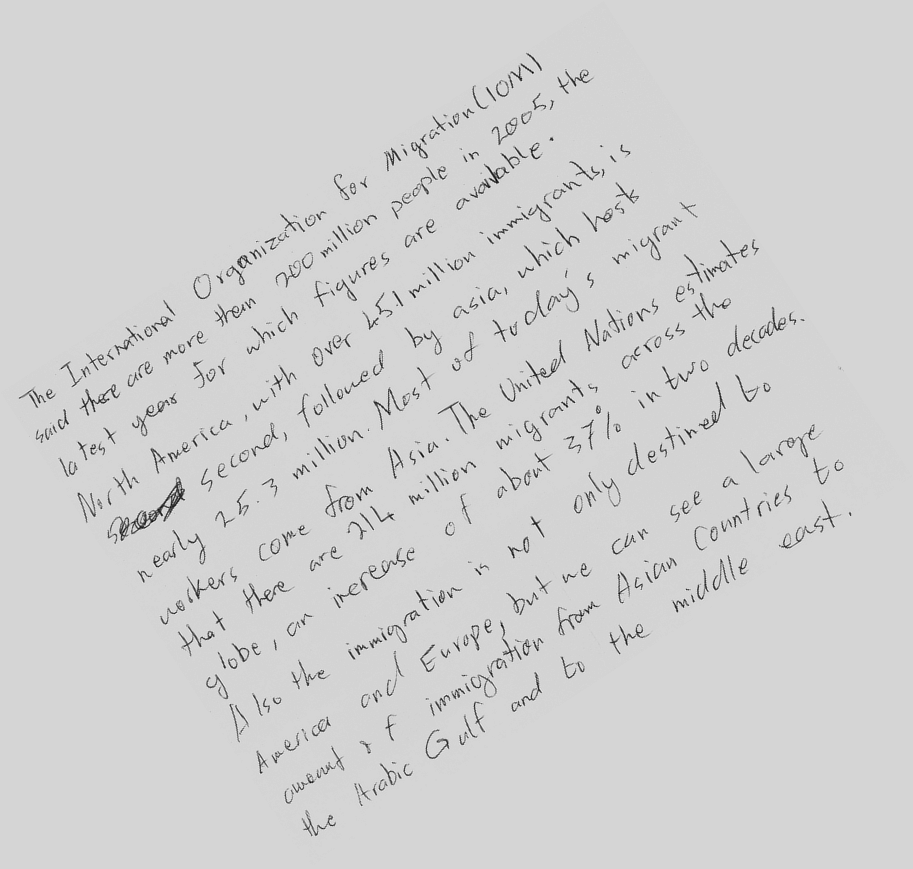 The International Organization for Migration (IOM)
said there are more than 200 million people in 2005, the
latest year for which figures are available.
North America, with over 45.1 million immigrants, is
second, followed by asia, which hosts
nearly 25.3 million. Most of today's migrant
workers come from Asia. The United Nations estimates
that there are 214 million migrants across the
globe, an increase of about 37% in two decades.
Also the immigration is not only destined to
America and Europe, but we can see a large
amount of immigration from Asian Countries to
the Arabic Gulf and to the middle east.